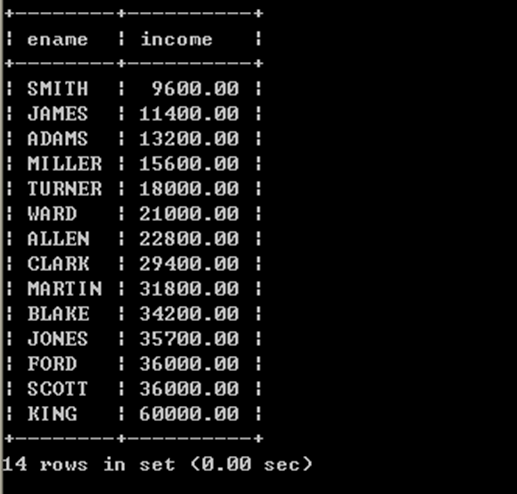 +--------+----------+
| ename  | income   |
+--------+----------+
| SMITH  |  9600.00 |
| JAMES  | 11400.00 |
| ADAMS  | 13200.00 |
| MILLER | 15600.00 |
| TURNER | 18000.00 |
| WARD   | 21000.00 |
| ALLEN  | 22800.00 |
| CLARK  | 29400.00 |
| MARTIN | 31800.00 |
| BLAKE  | 34200.00 |
| JONES  | 35700.00 |
| FORD   | 36000.00 |
| SCOTT  | 36000.00 |
| KING   | 60000.00 |
+--------+----------+
14 rows in set (0.00 sec)